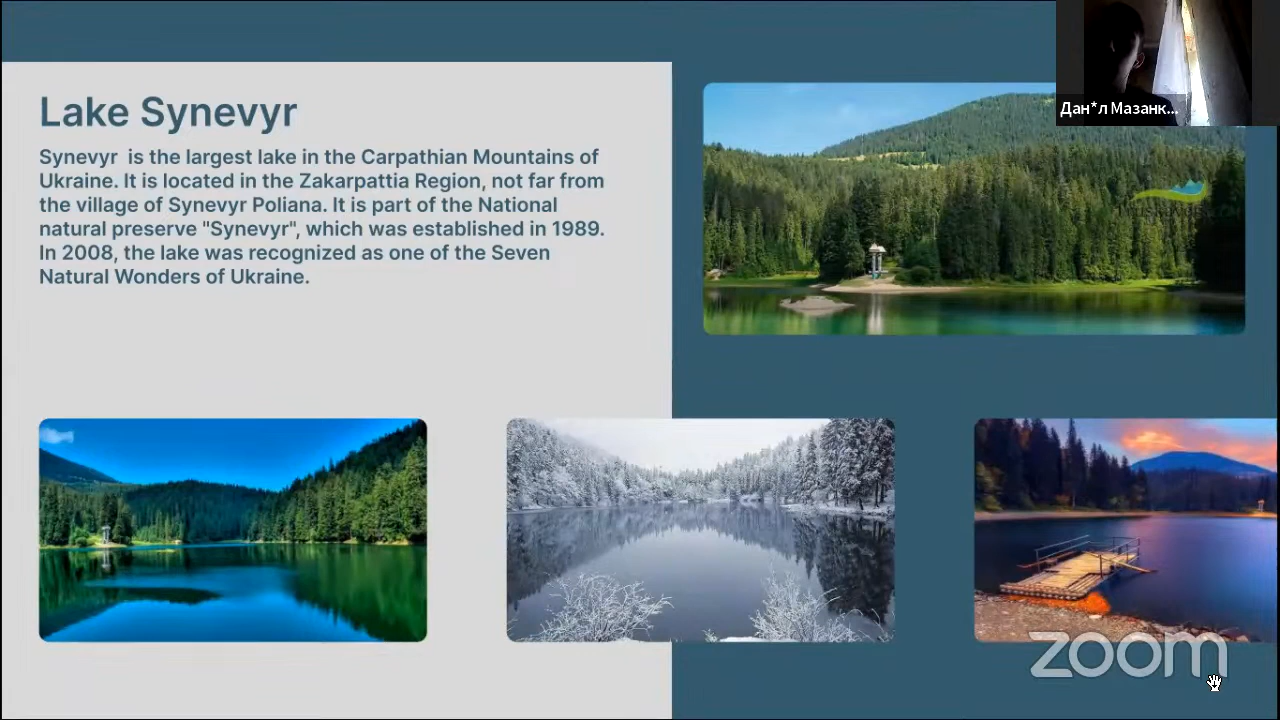 Дан*л Мазанк...
Lake Synevyr
Synevyr is the largest lake in the Carpathian Mountains of
Ukraine. It is located in the Zakarpattia Region, not far from
the village of Synevyr Poliana. It is part of the National
natural preserve "Synevyr", which was established in 1989.
In 2008, the lake was recognized as one of the Seven
Natural Wonders of Ukraine.
zoom